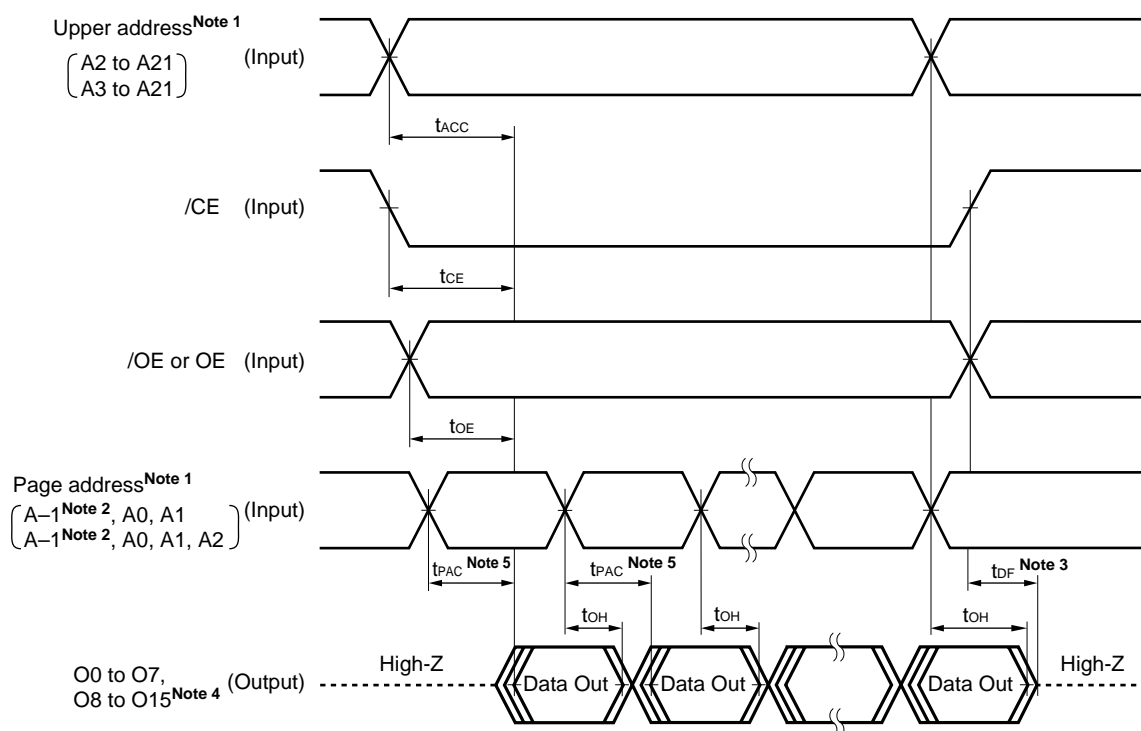 Upper address Note 1 (Input)
A2 to A21
A3 to A21
tACC
/CE (Input)
tCE
/OE or OE (Input)
tOE
Page address Note 1 (Input)
A–1 Note 2, A0, A1
A–1 Note 2, A0, A1, A2
tPAC Note 5 tPAC Note 5 tDF Note 3
tOH tOH tOH
O0 to O7,
O8 to O15 Note 4 (Output)
High-Z Data Out Data Out Data Out High-Z